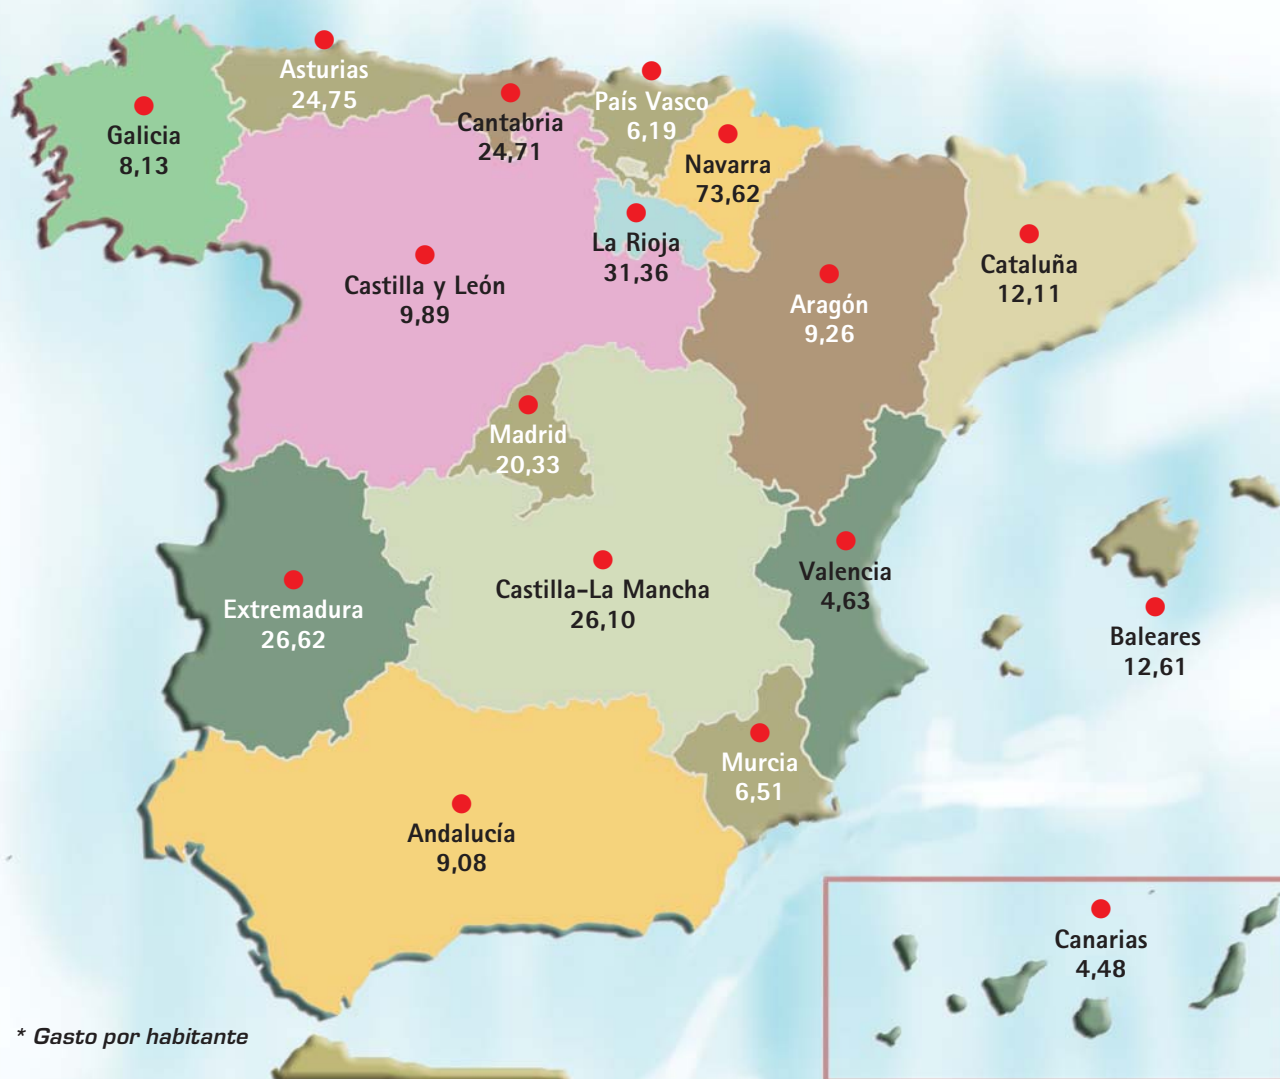 Asturias
24,75
País Vasco
6,19
Cantabria
24,71
Galicia
8,13
Navarra
73,62
La Rioja
31,36
Cataluña
12,11
Castilla y León
9,89
Aragón
9,26
Madrid
20,33
Valencia
4,63
Castilla-La Mancha
26,10
Extremadura
26,62
Baleares
12,61
Murcia
6,51
Andalucía
9,08
Canarias
4,48
* Gasto por habitante